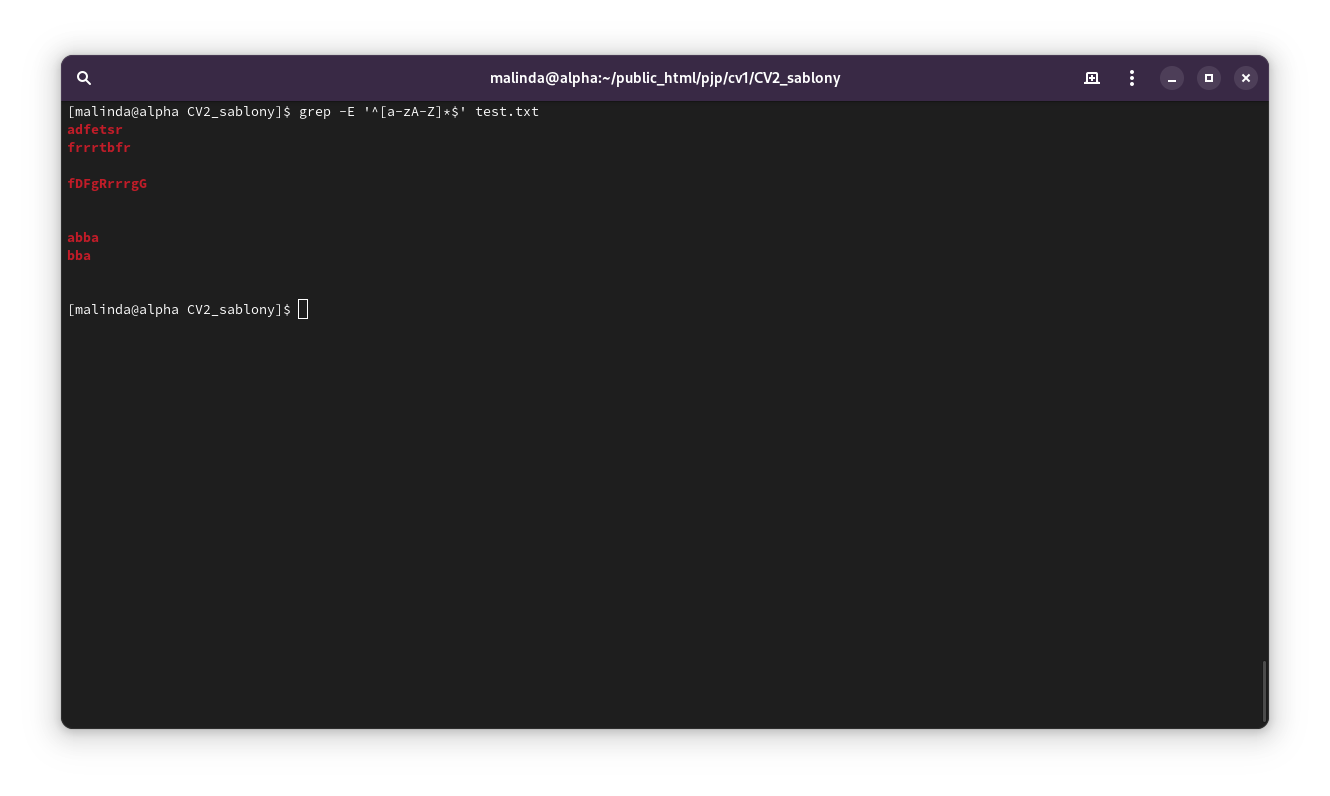 malinda@alpha:~/public_html/pjp/cv1/CV2_sablony
[malinda@alpha CV2_sablony]$ grep -E '^[a-zA-Z]*$' test.txt
adfetsr
frrrtbfr
fDFgRrrrgG
abba
bba
[malinda@alpha CV2_sablony]$